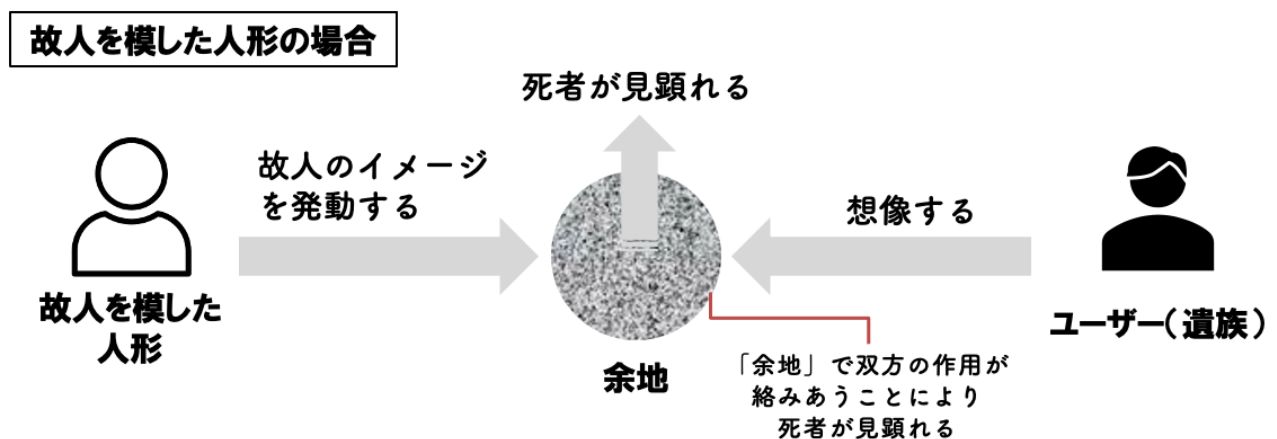 故人を模した人形の場合
死者が見顕れる
故人のイメージ
を発動する
想像する
故人を模した
人形
余地
ユーザー（遺族）
「余地」で双方の作用が
絡みあうことにより
死者が見顕れる